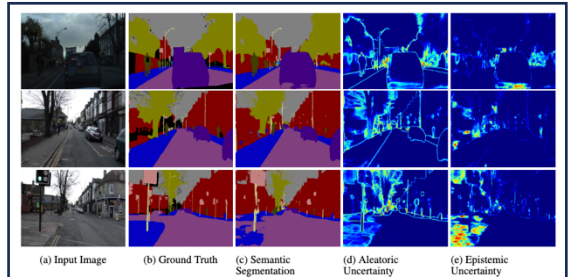 (a) Input Image
(b) Ground Truth
(c) Semantic
Segmentation
(d) Aleatoric
Uncertainty
(e) Epistemic
Uncertainty